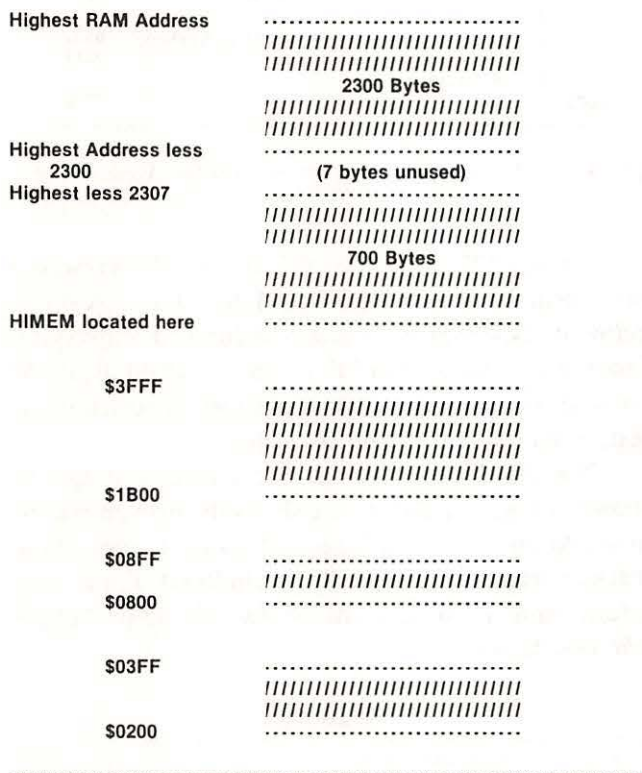 Highest RAM Address ..............................
//////////////////////////////
//////////////////////////////
2300 Bytes
//////////////////////////////
//////////////////////////////
Highest Address less ..............................
2300 (7 bytes unused)
Highest less 2307 ..............................
//////////////////////////////
//////////////////////////////
700 Bytes
//////////////////////////////
//////////////////////////////
HIMEM located here ..............................
$3FFF ..............................
//////////////////////////////
//////////////////////////////
//////////////////////////////
//////////////////////////////
$1B00 ..............................
$08FF ..............................
//////////////////////////////
$0800 ..............................
$03FF ..............................
//////////////////////////////
//////////////////////////////
$0200 ..............................